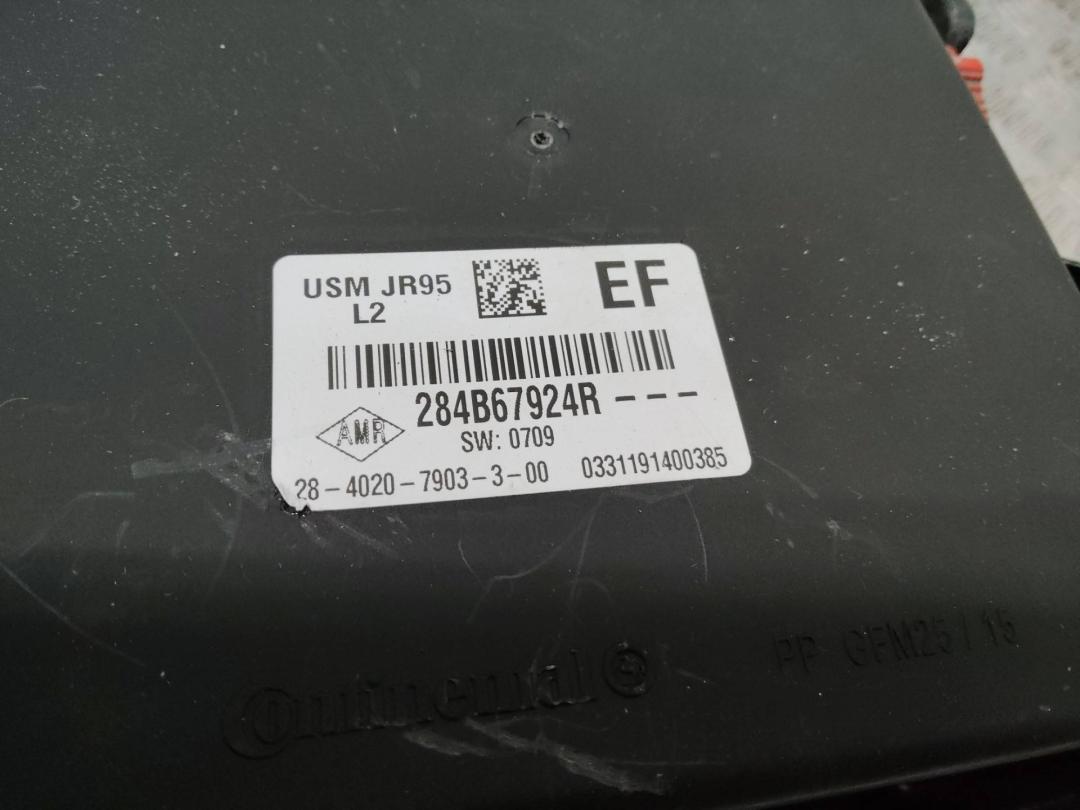 USM JR95
L2
EF
284B67924R - - -
AMR
SW: 0709
28-4020-7903-3-00 0331191400385
Continental
PP GFM25 / 15